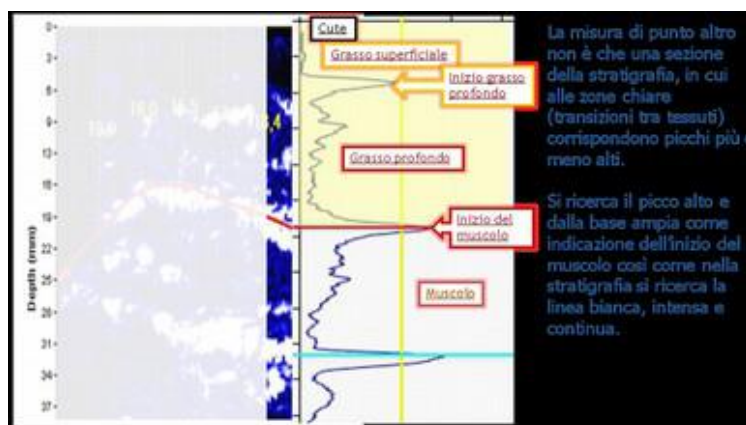 Cute
Grasso superficiale
Inizio grasso
profondo
Grasso profondo
Inizio del
muscolo
Muscolo
Depth (mm)
0
3
6
9
13
19
22
25
28
31
34
37
La misura di punto altro
non è che una sezione
della stratigrafia, in cui
alle zone chiare
(transizioni tra tessuti)
corrispondono picchi più o
meno alti.
Si ricerca il picco alto e
dalla base ampia come
indicazione dell'inizio del
muscolo così come nella
stratigrafia si ricerca la
linea bianca, intensa e
continua.